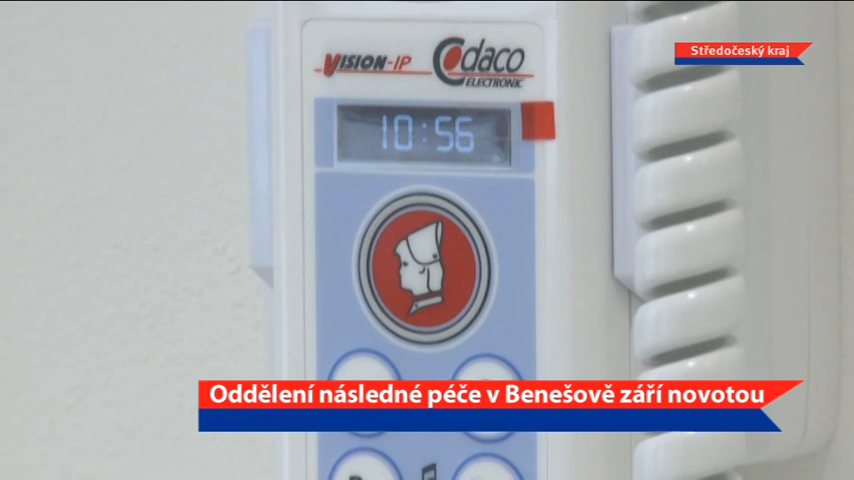 Středočeský kraj
VISION-IP Codaco
ELECTRONIC
10:56
Oddělení následné péče v Benešově září novotou